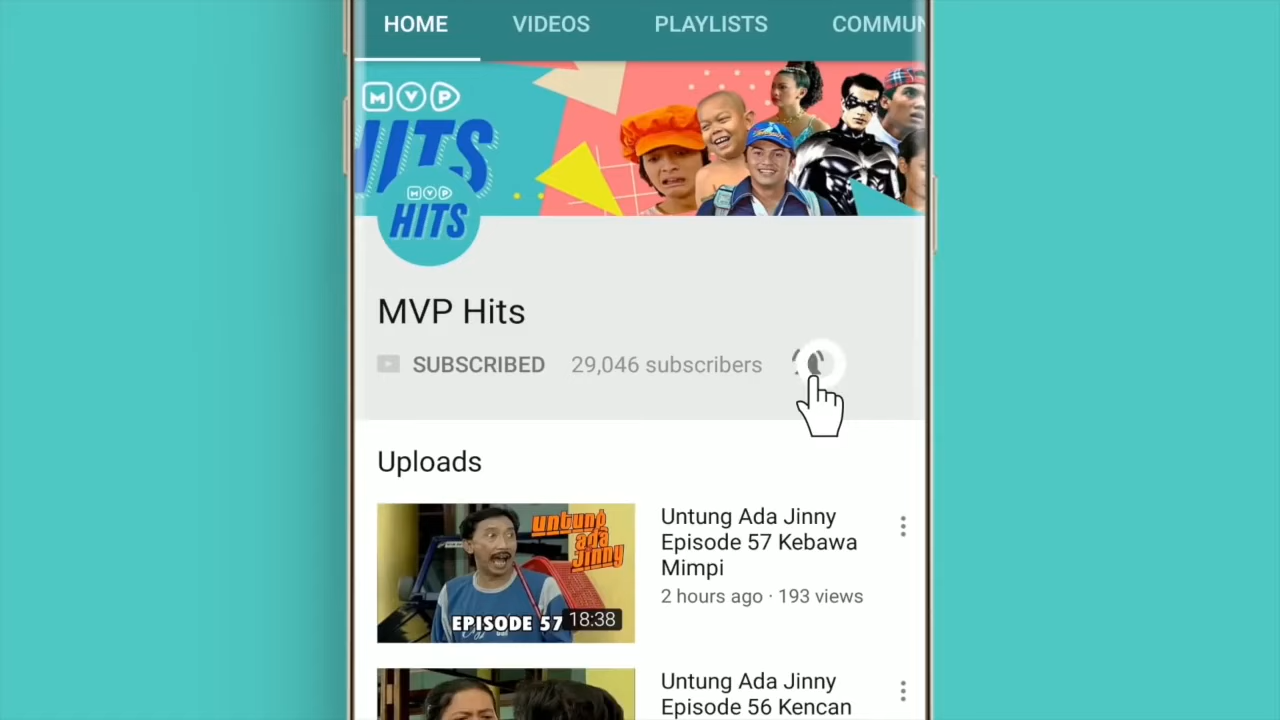 HOME VIDEOS PLAYLISTS COMMUN
MVP
HITS
MVP
HITS
MVP Hits
SUBSCRIBED 29,046 subscribers
Uploads
untung
ada
Jinny
EPISODE 57 18:38
Untung Ada Jinny
Episode 57 Kebawa
Mimpi
2 hours ago · 193 views
Untung Ada Jinny
Episode 56 Kencan